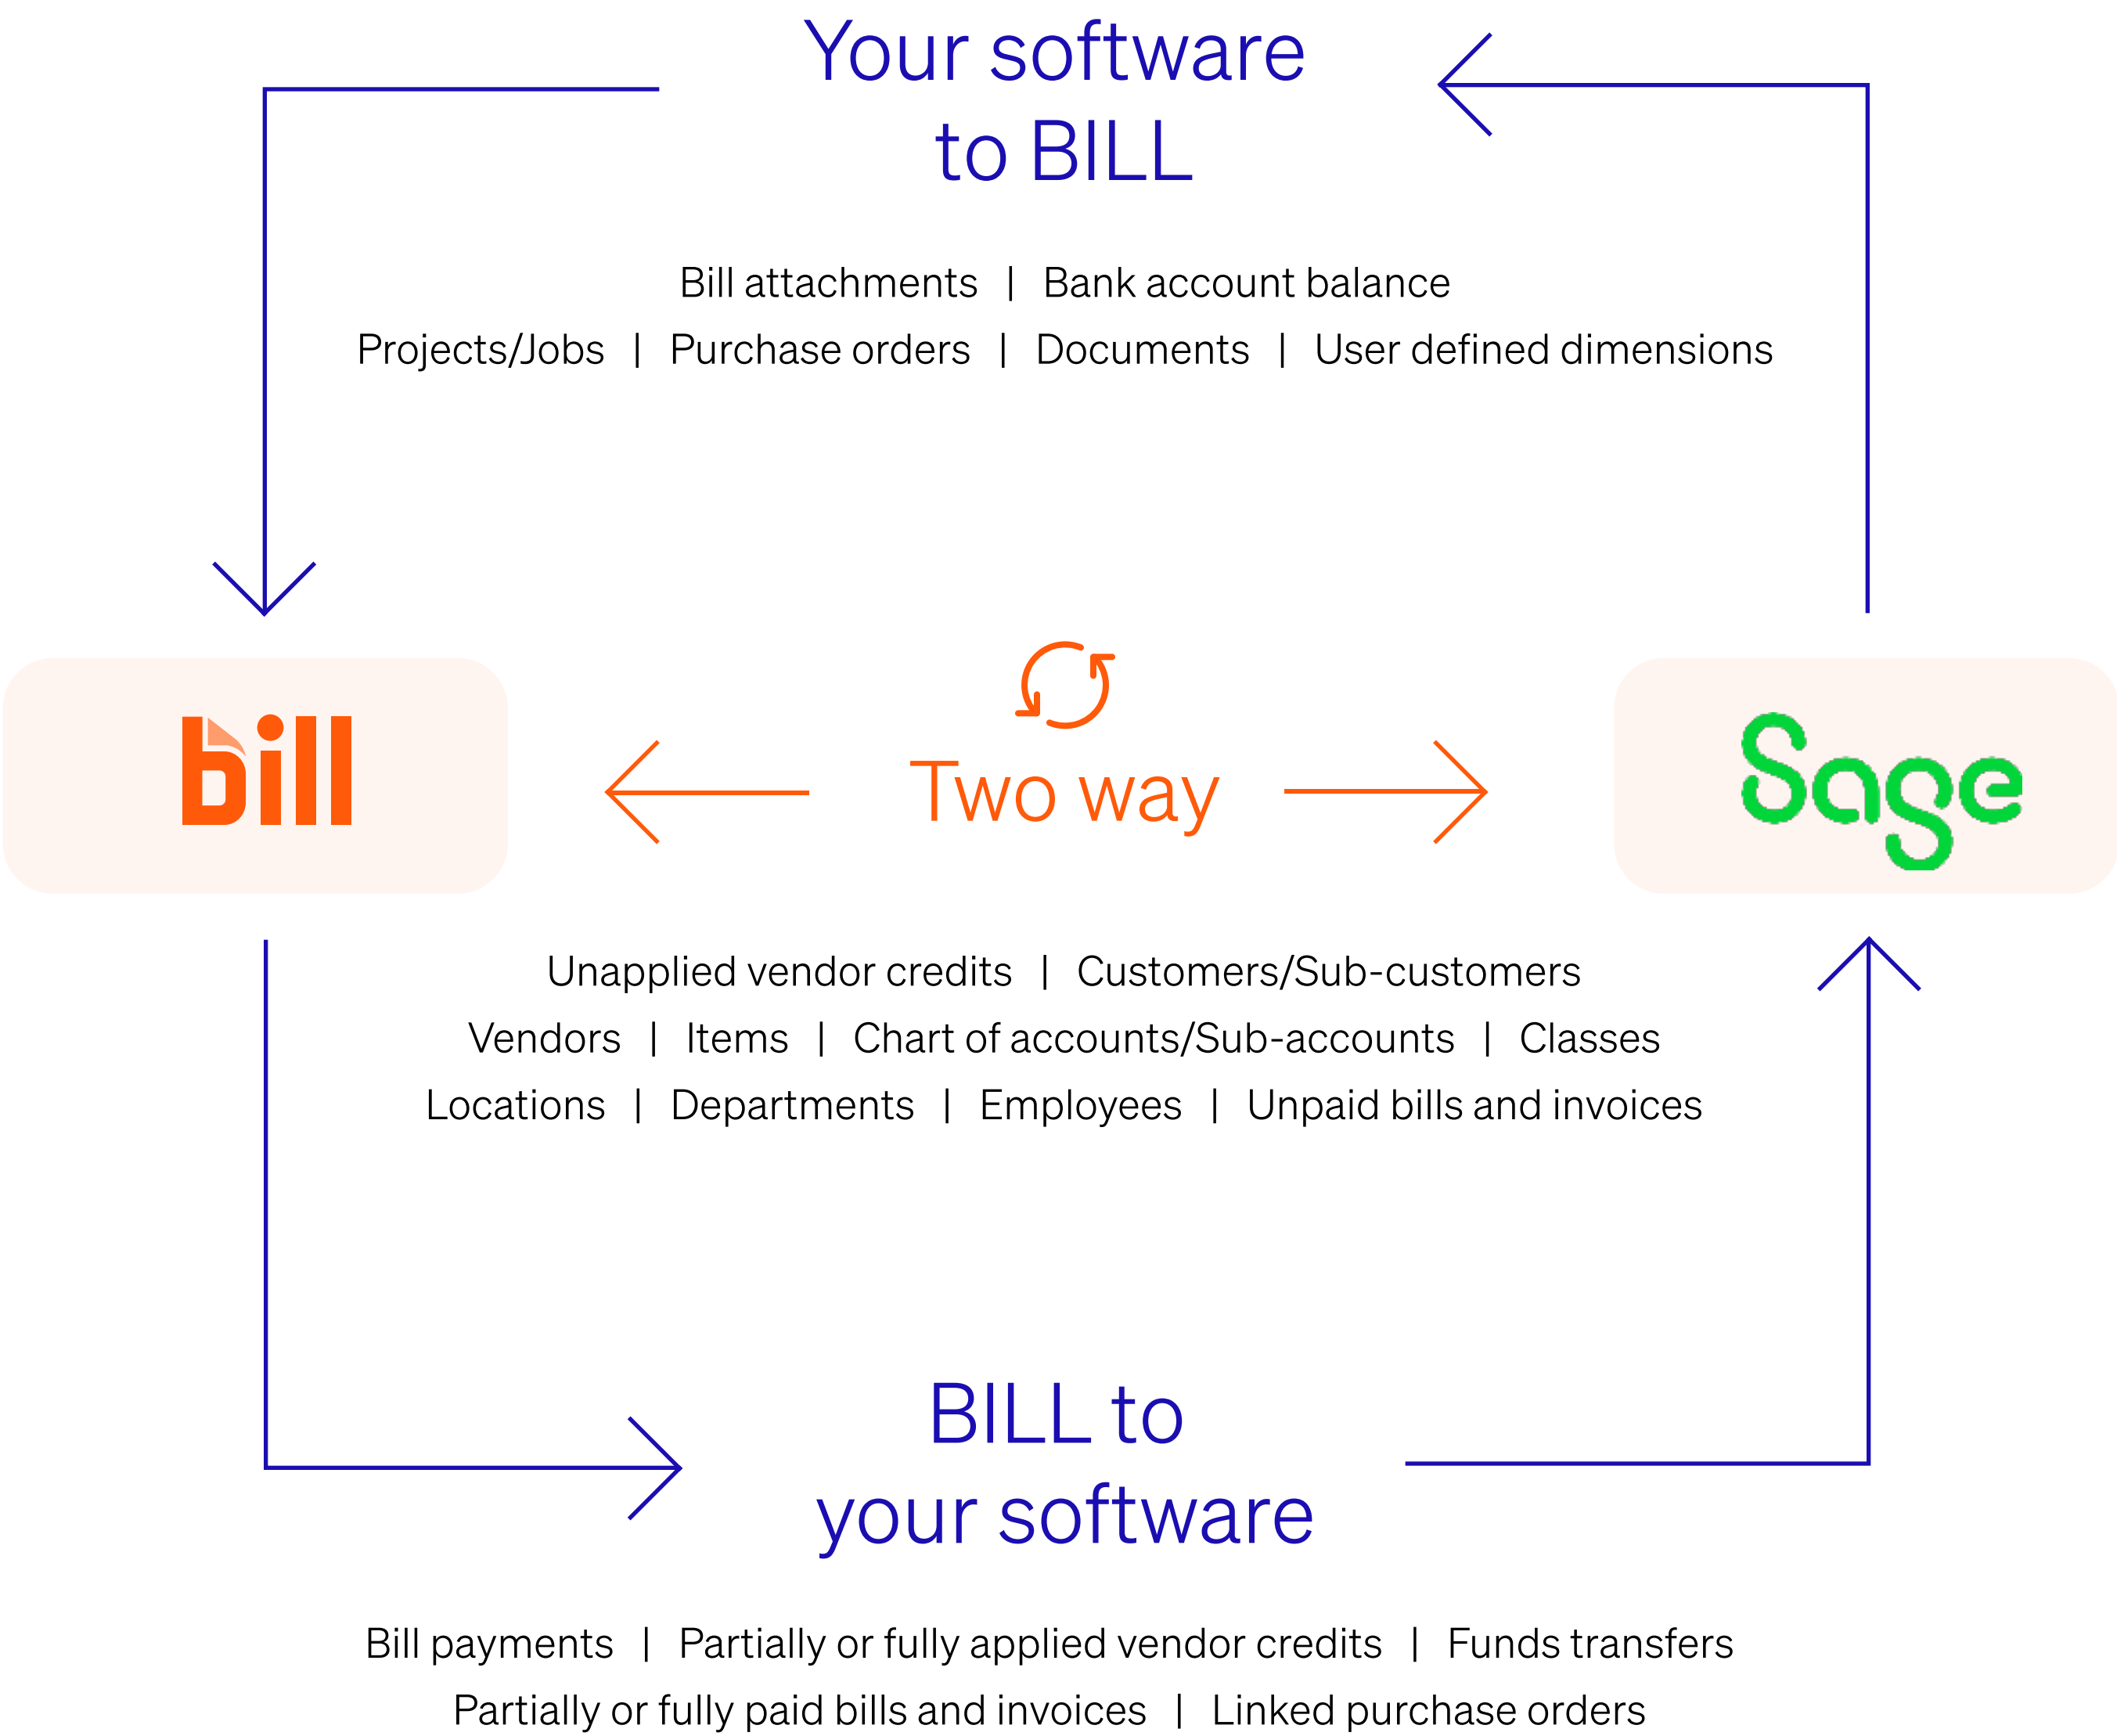 Your software
to BILL
Bill attachments | Bank account balance
Projects/Jobs | Purchase orders | Documents | User defined dimensions
bill
Two way
Sage
Unapplied vendor credits | Customers/Sub-customers
Vendors | Items | Chart of accounts/Sub-accounts | Classes
Locations | Departments | Employees | Unpaid bills and invoices
BILL to
your software
Bill payments | Partially or fully applied vendor credits | Funds transfers
Partially or fully paid bills and invoices | Linked purchase orders